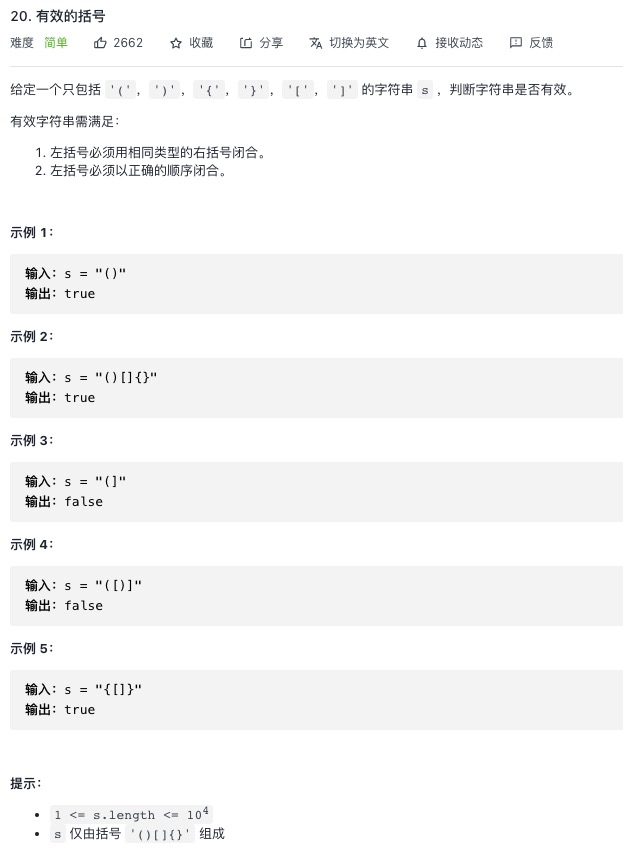 20. 有效的括号
难度 简单 2662 收藏 分享 切换为英文 接收动态 反馈
给定一个只包括 '(', ')', '{', '}', '[', ']' 的字符串 s ，判断字符串是否有效。
有效字符串需满足：
1. 左括号必须用相同类型的右括号闭合。
2. 左括号必须以正确的顺序闭合。
示例 1：
输入：s = "()"
输出：true
示例 2：
输入：s = "()[]{}"
输出：true
示例 3：
输入：s = "(]"
输出：false
示例 4：
输入：s = "([)]"
输出：false
示例 5：
输入：s = "{[]}"
输出：true
提示：
• 1 <= s.length <= 10⁴
• s 仅由括号 '()[]{}' 组成